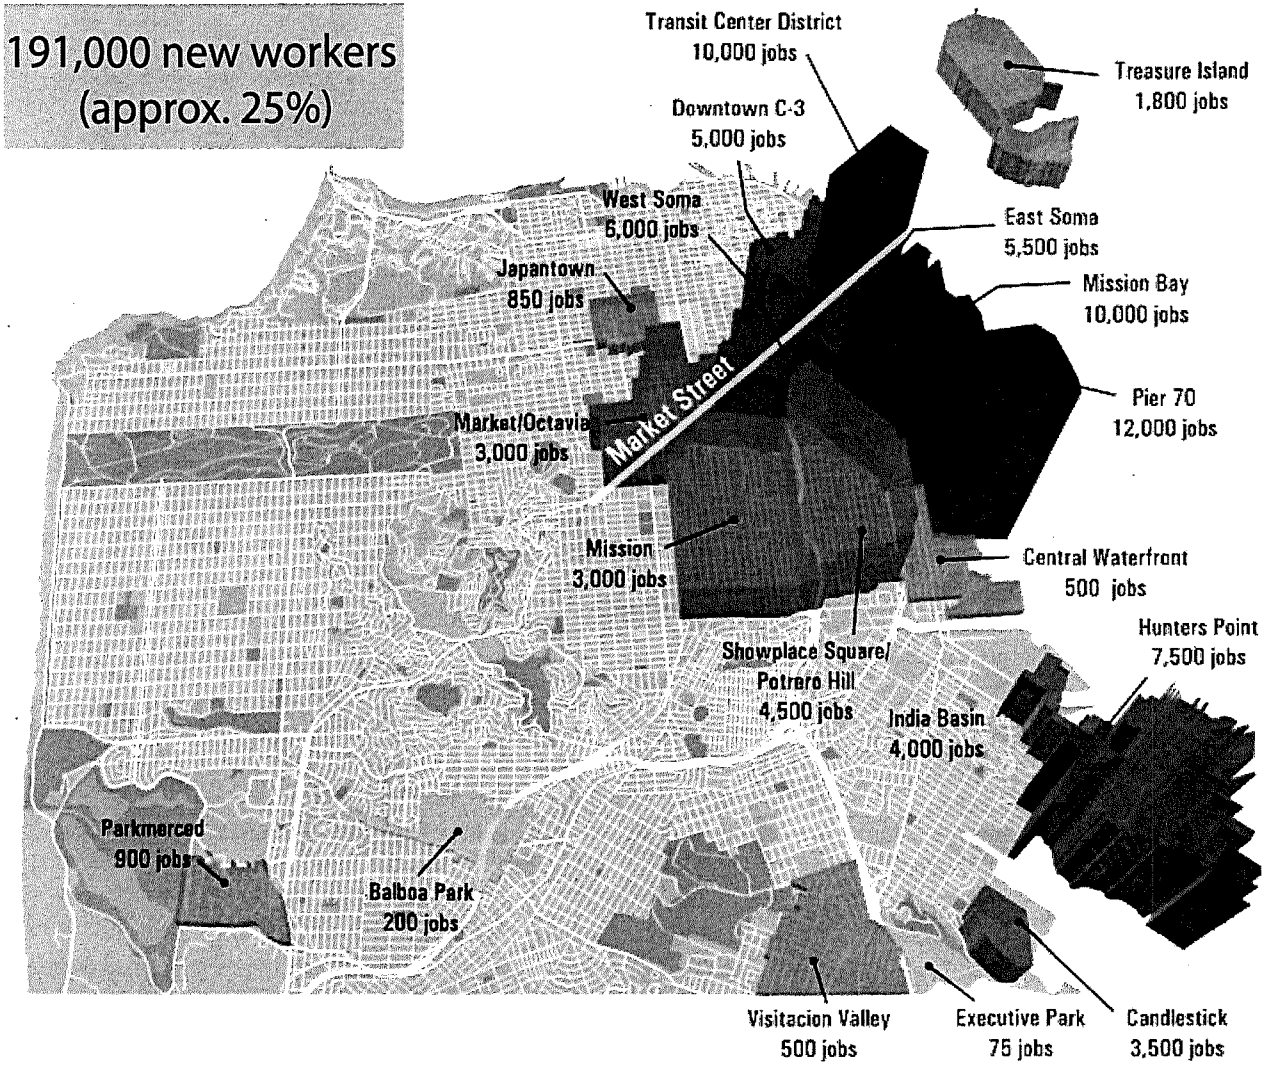 191,000 new workers
(approx. 25%)
Transit Center District
10,000 jobs
Treasure Island
1,800 jobs
Downtown C-3
5,000 jobs
West Soma
6,000 jobs
East Soma
5,500 jobs
Japantown
850 jobs
Mission Bay
10,000 jobs
Pier 70
12,000 jobs
Market/Octavia
3,000 jobs
Market Street
Mission
3,000 jobs
Central Waterfront
500 jobs
Hunters Point
7,500 jobs
Showplace Square/
Potrero Hill
4,500 jobs
India Basin
4,000 jobs
Parkmerced
900 jobs
Balboa Park
200 jobs
Visitacion Valley
500 jobs
Executive Park
75 jobs
Candlestick
3,500 jobs